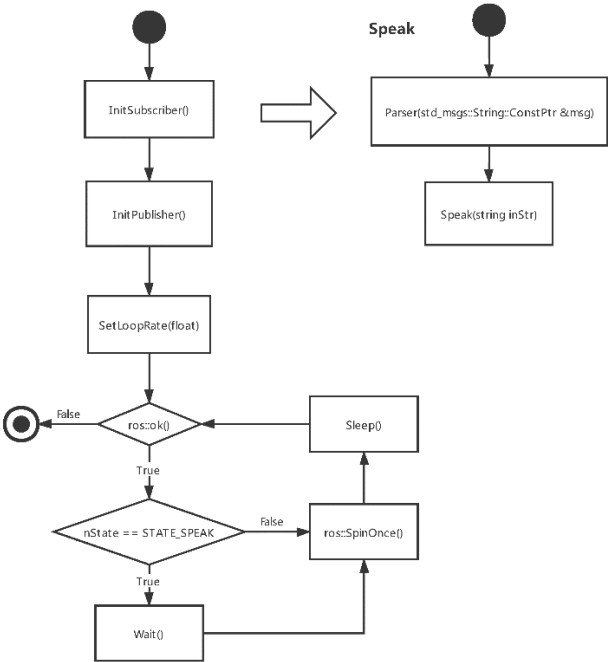 Speak
InitSubscriber()
Parser(std_msgs::String::ConstPtr &msg)
InitPublisher()
Speak(string inStr)
SetLoopRate(float)
False
ros::ok()
Sleep()
True
nState == STATE_SPEAK
False
ros::SpinOnce()
True
Wait()